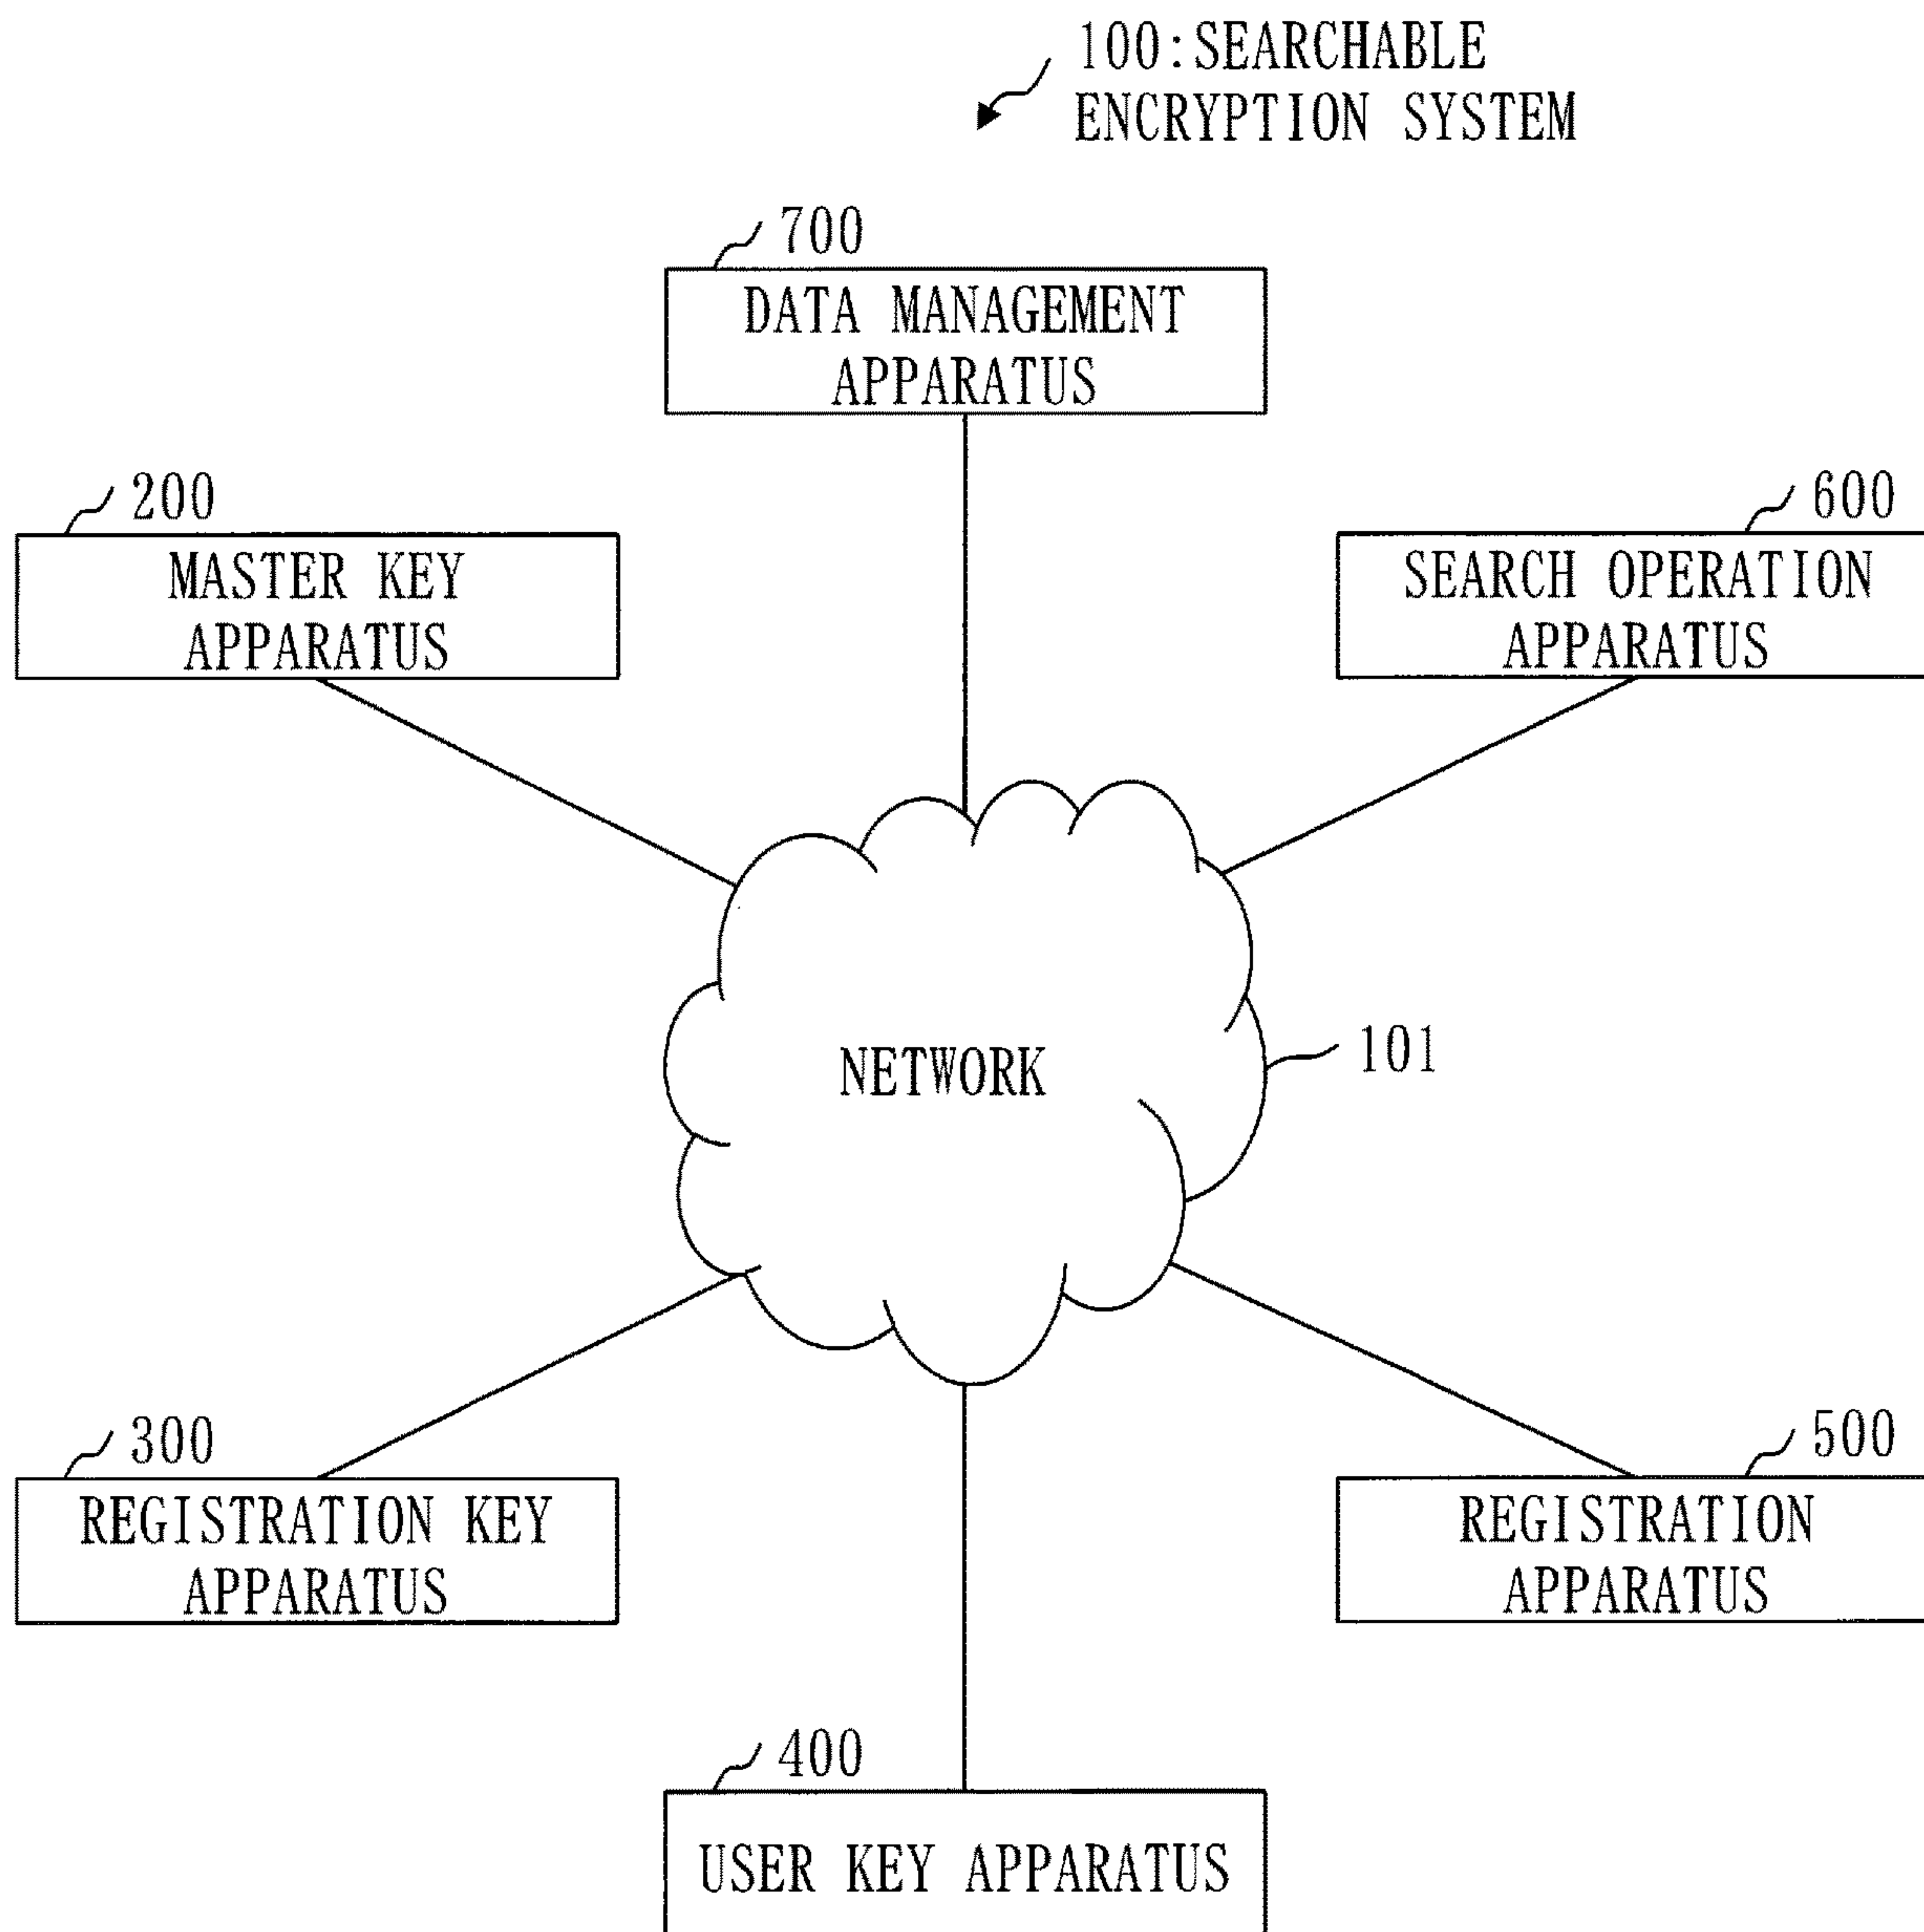 100:SEARCHABLE
ENCRYPTION SYSTEM
700
DATA MANAGEMENT
APPARATUS
200
MASTER KEY
APPARATUS
600
SEARCH OPERATION
APPARATUS
NETWORK
101
300
REGISTRATION KEY
APPARATUS
500
REGISTRATION
APPARATUS
400
USER KEY APPARATUS